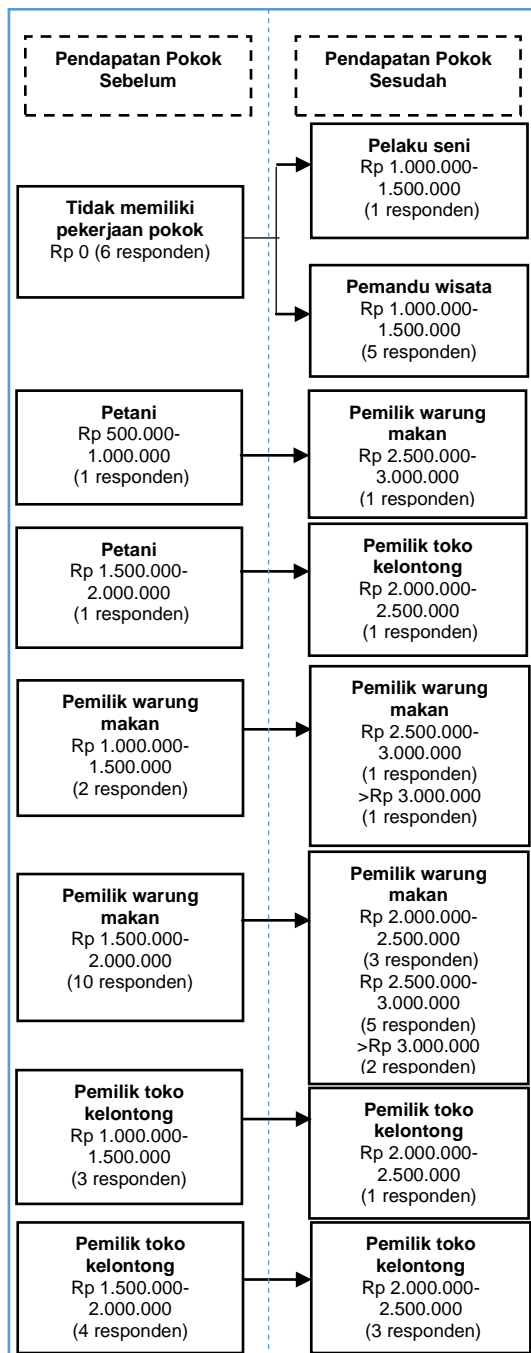 Pendapatan Pokok
Sebelum
Pendapatan Pokok
Sesudah
Tidak memiliki
pekerjaan pokok
Rp 0 (6 responden)
Pelaku seni
Rp 1.000.000-
1.500.000
(1 responden)
Pemandu wisata
Rp 1.000.000-
1.500.000
(5 responden)
Petani
Rp 500.000-
1.000.000
(1 responden)
Pemilik warung
makan
Rp 2.500.000-
3.000.000
(1 responden)
Petani
Rp 1.500.000-
2.000.000
(1 responden)
Pemilik toko
kelontong
Rp 2.000.000-
2.500.000
(1 responden)
Pemilik warung
makan
Rp 1.000.000-
1.500.000
(2 responden)
Pemilik warung
makan
Rp 2.500.000-
3.000.000
(1 responden)
>Rp 3.000.000
(1 responden)
Pemilik warung
makan
Rp 1.500.000-
2.000.000
(10 responden)
Pemilik warung
makan
Rp 2.000.000-
2.500.000
(3 responden)
Rp 2.500.000-
3.000.000
(5 responden)
>Rp 3.000.000
(2 responden)
Pemilik toko
kelontong
Rp 1.000.000-
1.500.000
(3 responden)
Pemilik toko
kelontong
Rp 2.000.000-
2.500.000
(1 responden)
Pemilik toko
kelontong
Rp 1.500.000-
2.000.000
(4 responden)
Pemilik toko
kelontong
Rp 2.000.000-
2.500.000
(3 responden)